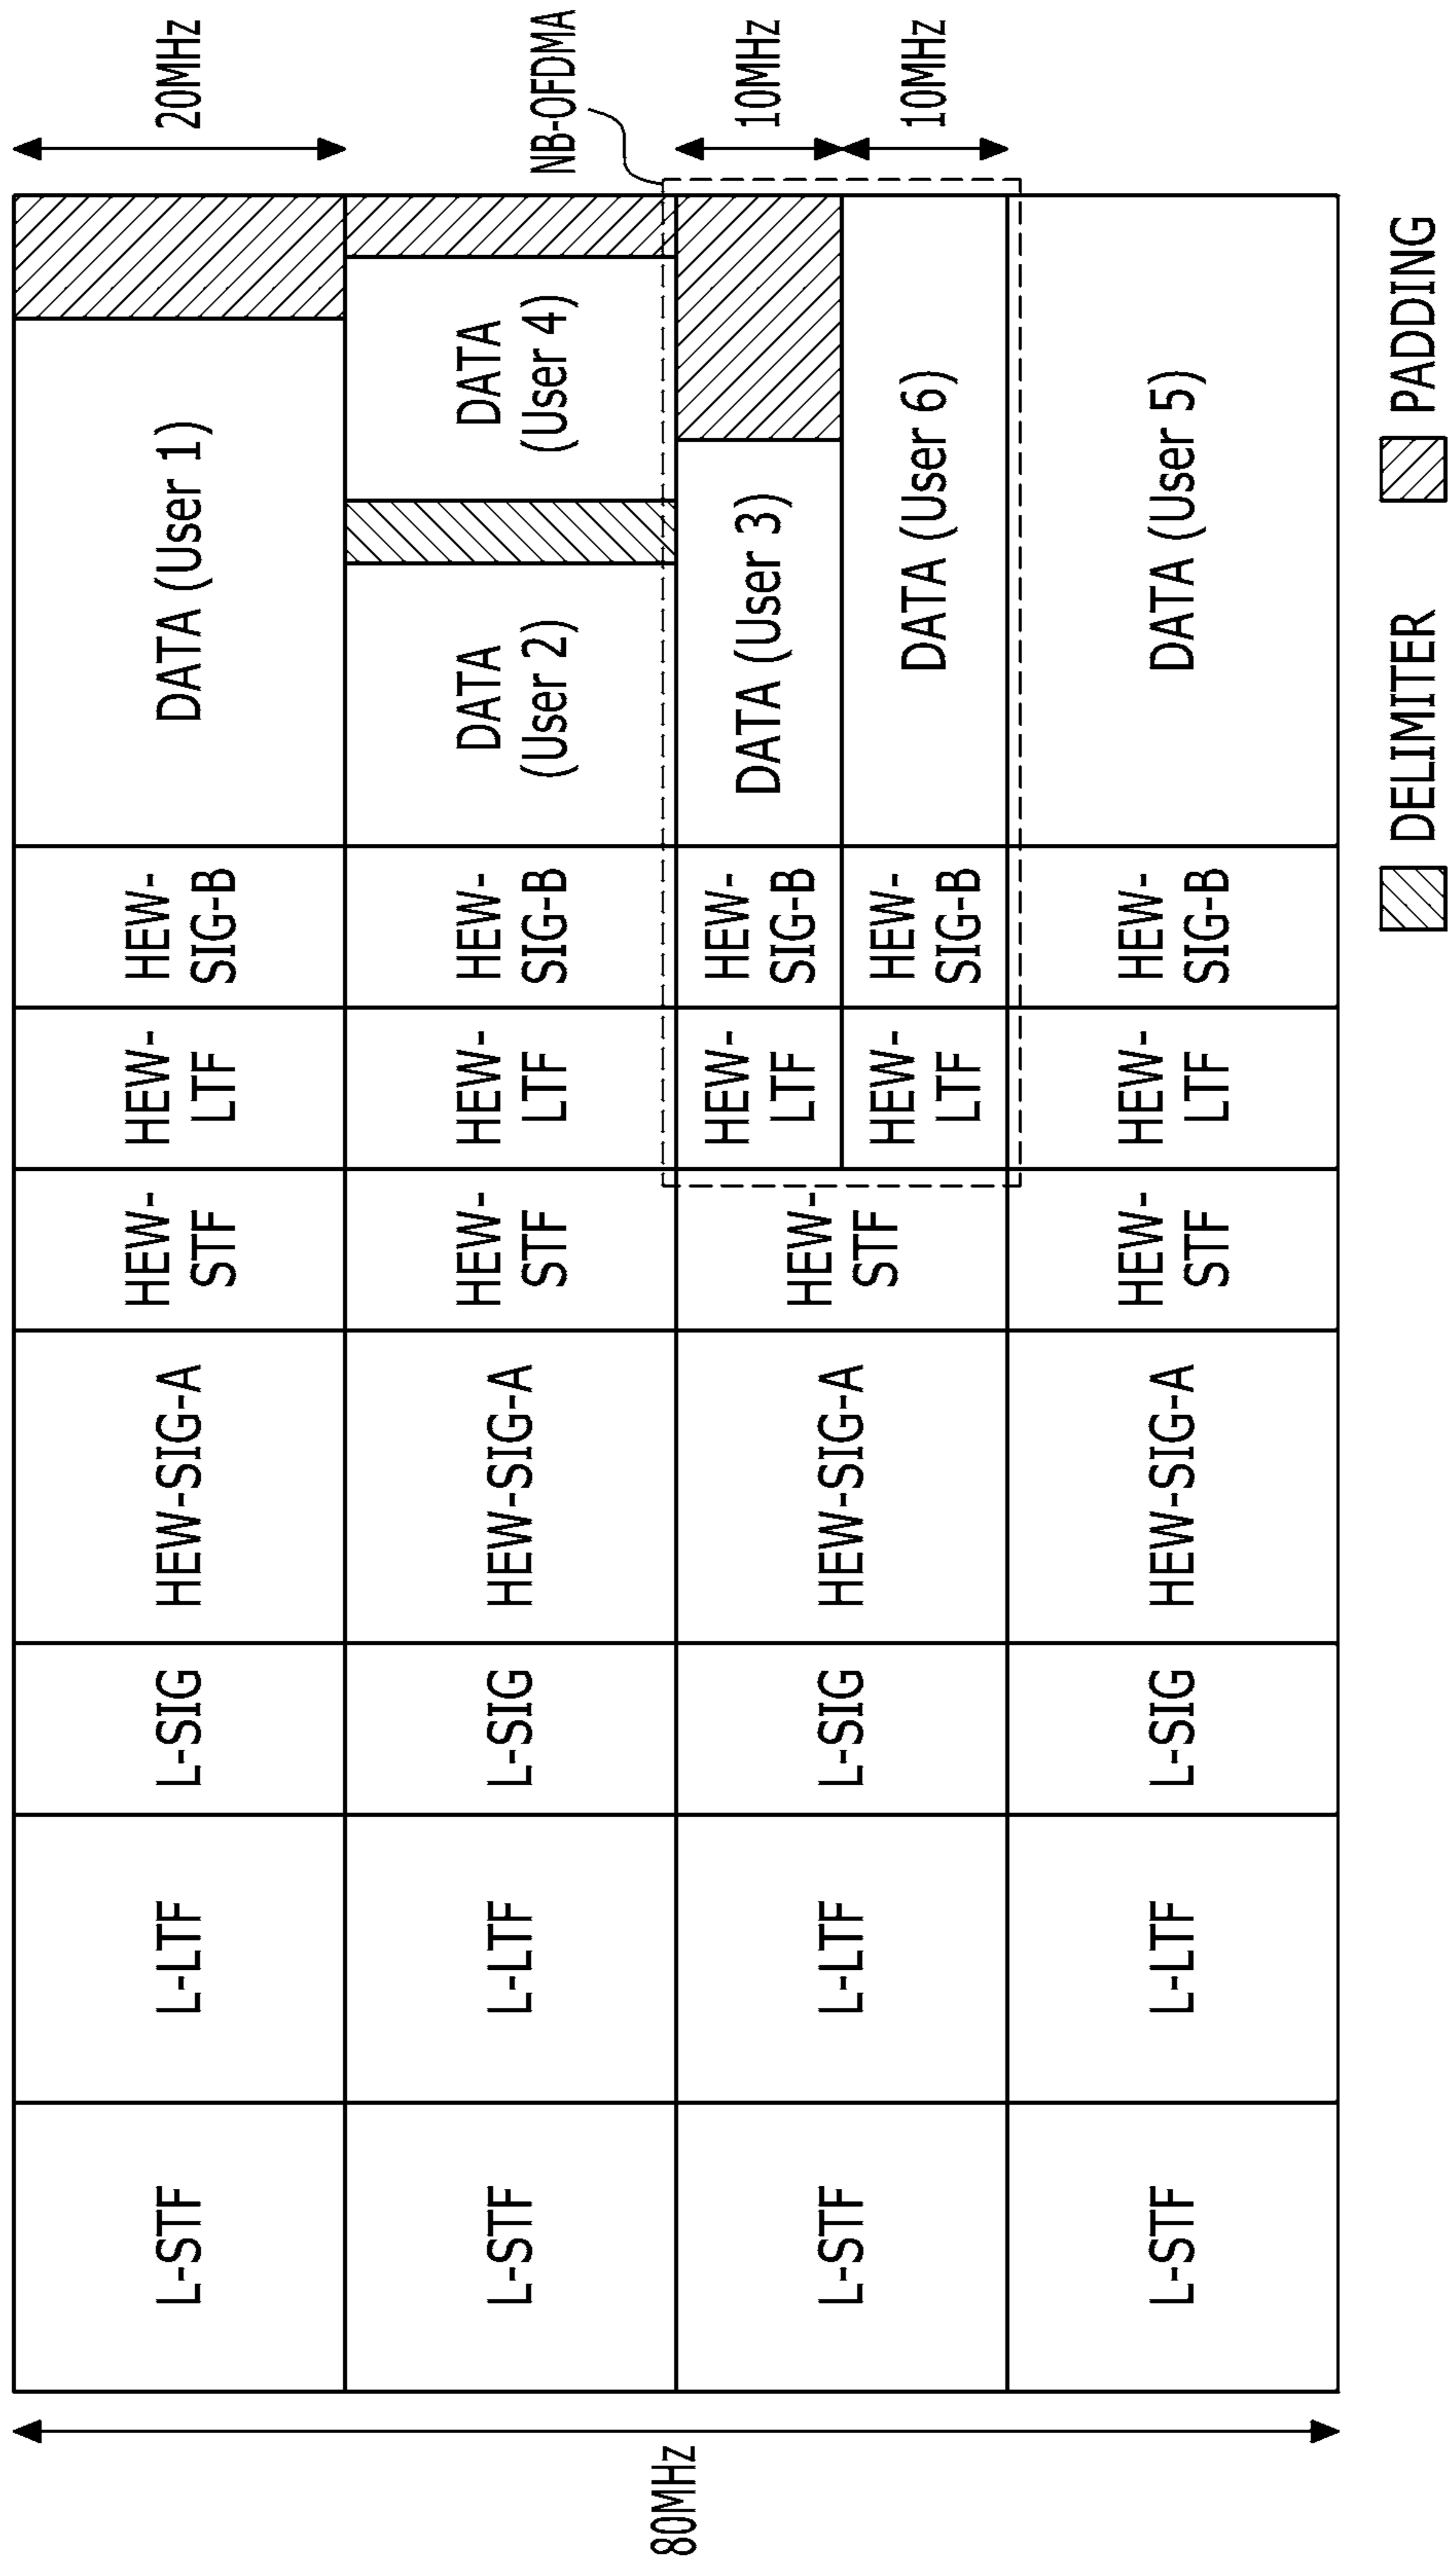 80MHz
L-STF
L-LTF
L-SIG
HEW-SIG-A
HEW-
STF
HEW-
LTF
HEW-
SIG-B
DATA (User 1)
20MHz
L-STF
L-LTF
L-SIG
HEW-SIG-A
HEW-
STF
HEW-
LTF
HEW-
SIG-B
DATA
(User 2)
DATA
(User 4)
NB-OFDMA
L-STF
L-LTF
L-SIG
HEW-SIG-A
HEW-
STF
HEW-
LTF
HEW-
SIG-B
DATA (User 3)
10MHz
HEW-
LTF
HEW-
SIG-B
DATA (User 6)
10MHz
L-STF
L-LTF
L-SIG
HEW-SIG-A
HEW-
STF
HEW-
LTF
HEW-
SIG-B
DATA (User 5)
DELIMITER
PADDING